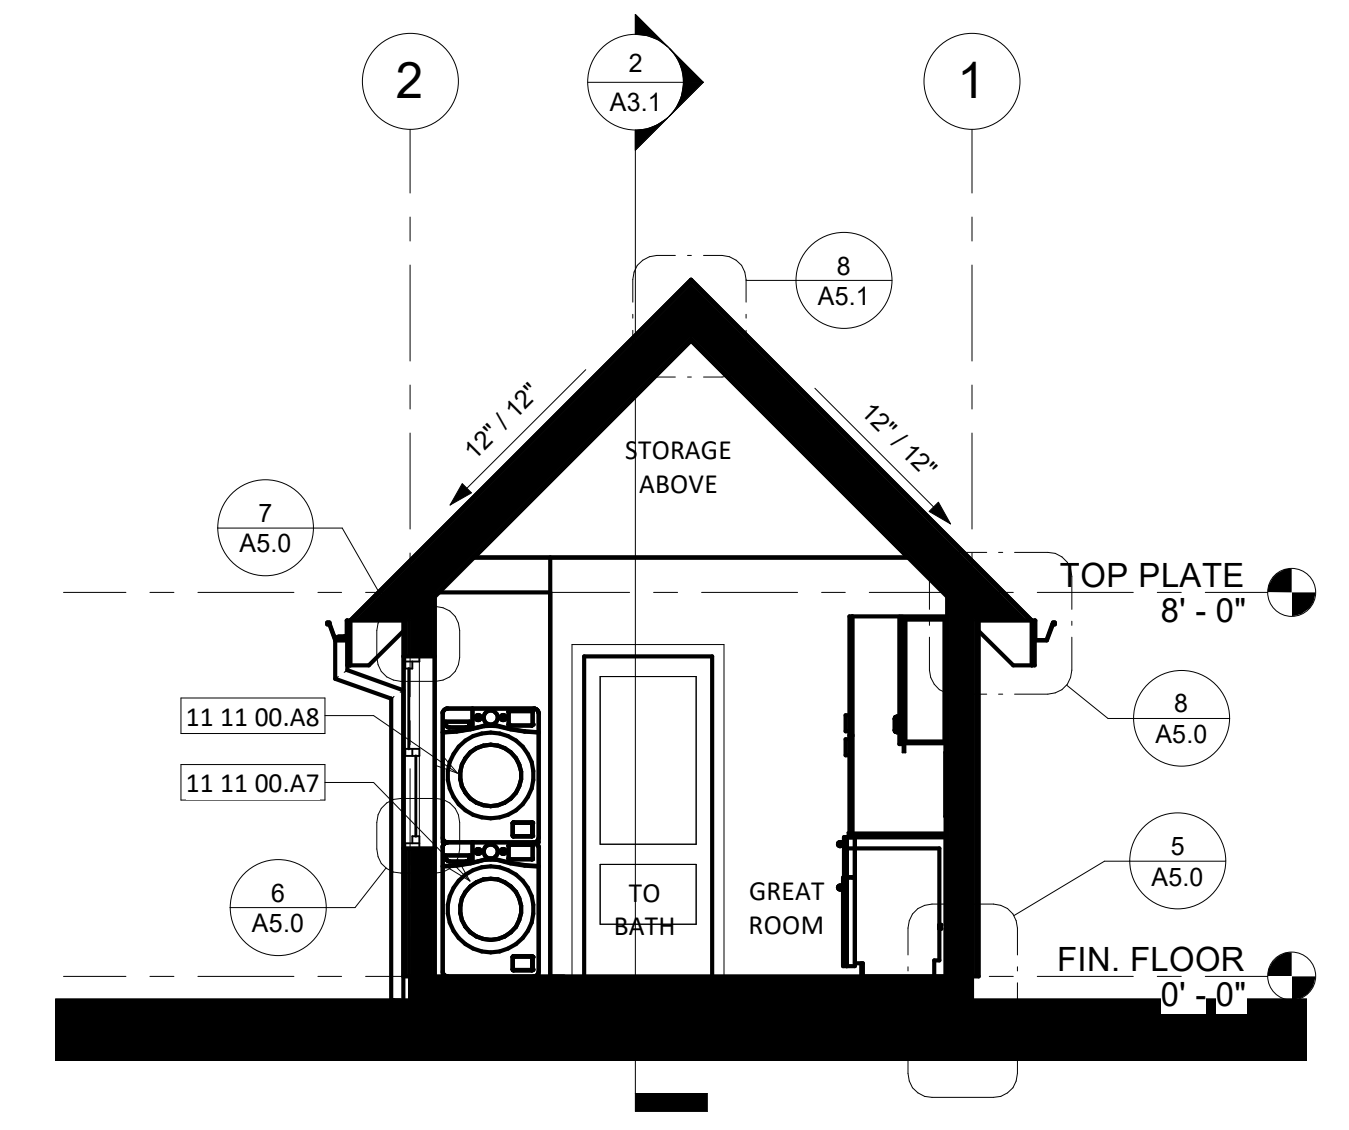 2
2
A3.1
1
8
A5.1
12" / 12"
12" / 12"
STORAGE
ABOVE
7
A5.0
TOP PLATE
8' - 0"
11 11 00.A8
8
A5.0
11 11 00.A7
5
A5.0
6
A5.0
TO
BATH
GREAT
ROOM
FIN. FLOOR
0' - 0"